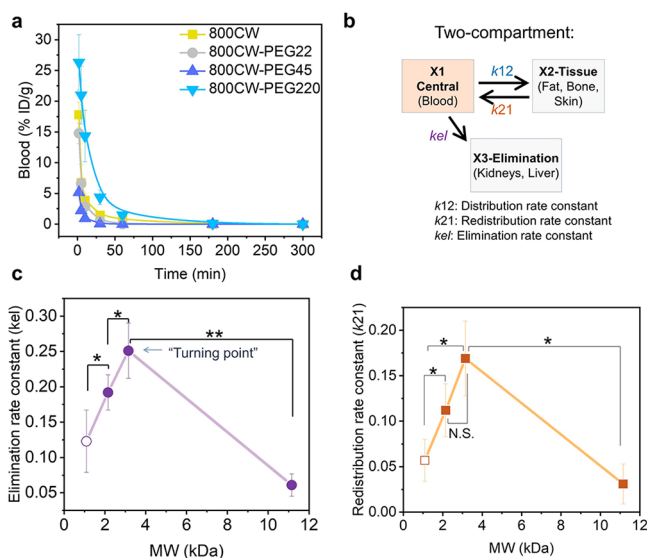 a
Blood (% ID/g)
30
25
20
15
10
5
0
0 50 100 150 200 250 300
Time (min)
800CW
800CW-PEG22
800CW-PEG45
800CW-PEG220
b
Two-compartment:
X1
Central
(Blood)
k12
k21
X2-Tissue
(Fat, Bone,
Skin)
kel
X3-Elimination
(Kidneys, Liver)
k12: Distribution rate constant
k21: Redistribution rate constant
kel: Elimination rate constant
c
Elimination rate constant (kel)
0.30
0.25
0.20
0.15
0.10
0.05
0 2 4 6 8 10 12
MW (kDa)
*
*
**
"Turning point"
d
Redistribution rate constant (k21)
0.20
0.15
0.10
0.05
0.00
0 2 4 6 8 10 12
MW (kDa)
*
*
*
N.S.